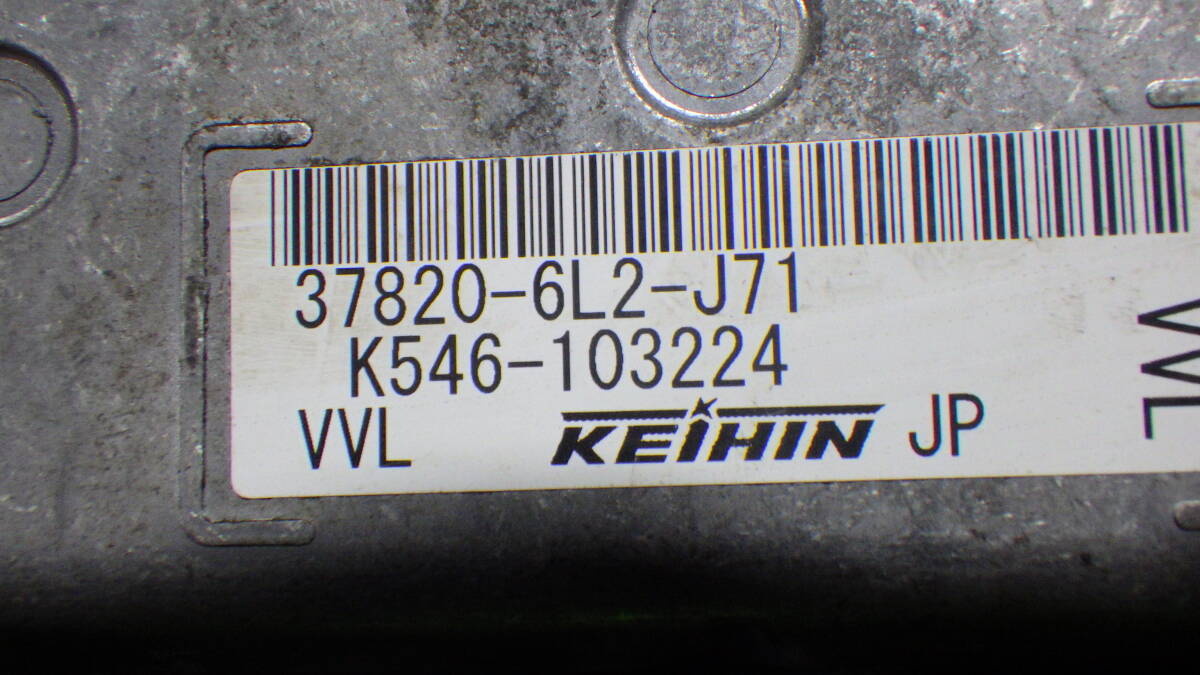 37820-6L2-J71
K546-103224
VVL KEIHIN JP
VVL